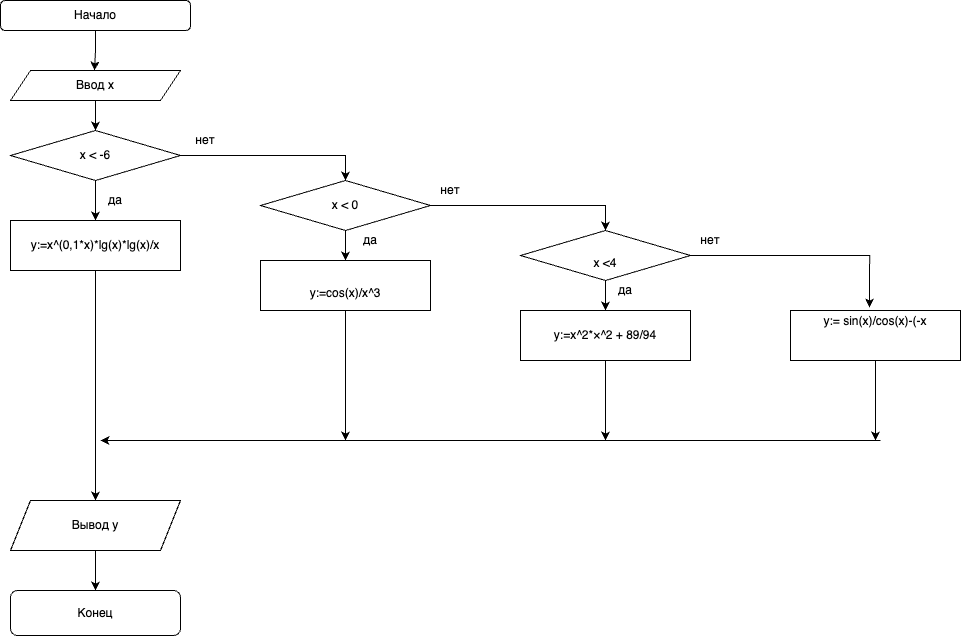 Начало
Ввод x
нет
x < -6
да
нет
x < 0
y:=x^(0,1*x)*lg(x)*lg(x)/x
да
нет
x <4
y:=cos(x)/x^3
да
y:= sin(x)/cos(x)-(-x
y:=x^2*x^2 + 89/94
Вывод y
Конец